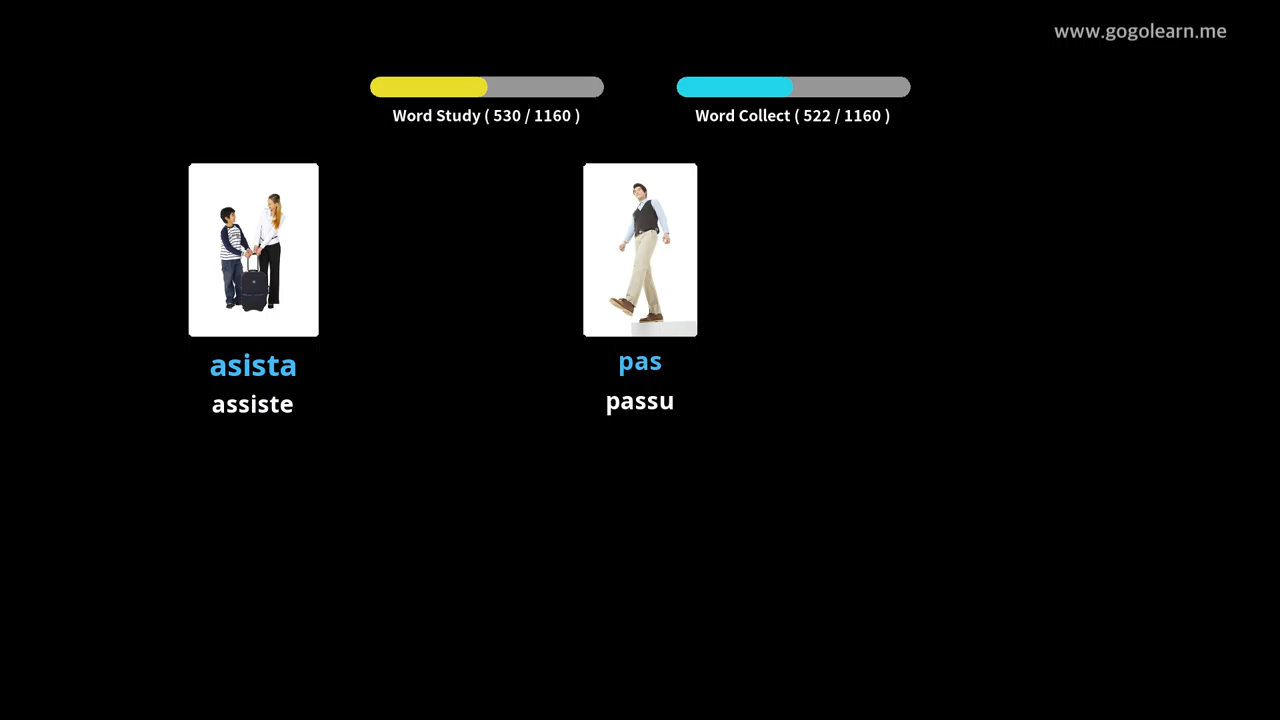 www.gogolearn.me
Word Study ( 530 / 1160 )
Word Collect ( 522 / 1160 )
asista
assiste
pas
passu